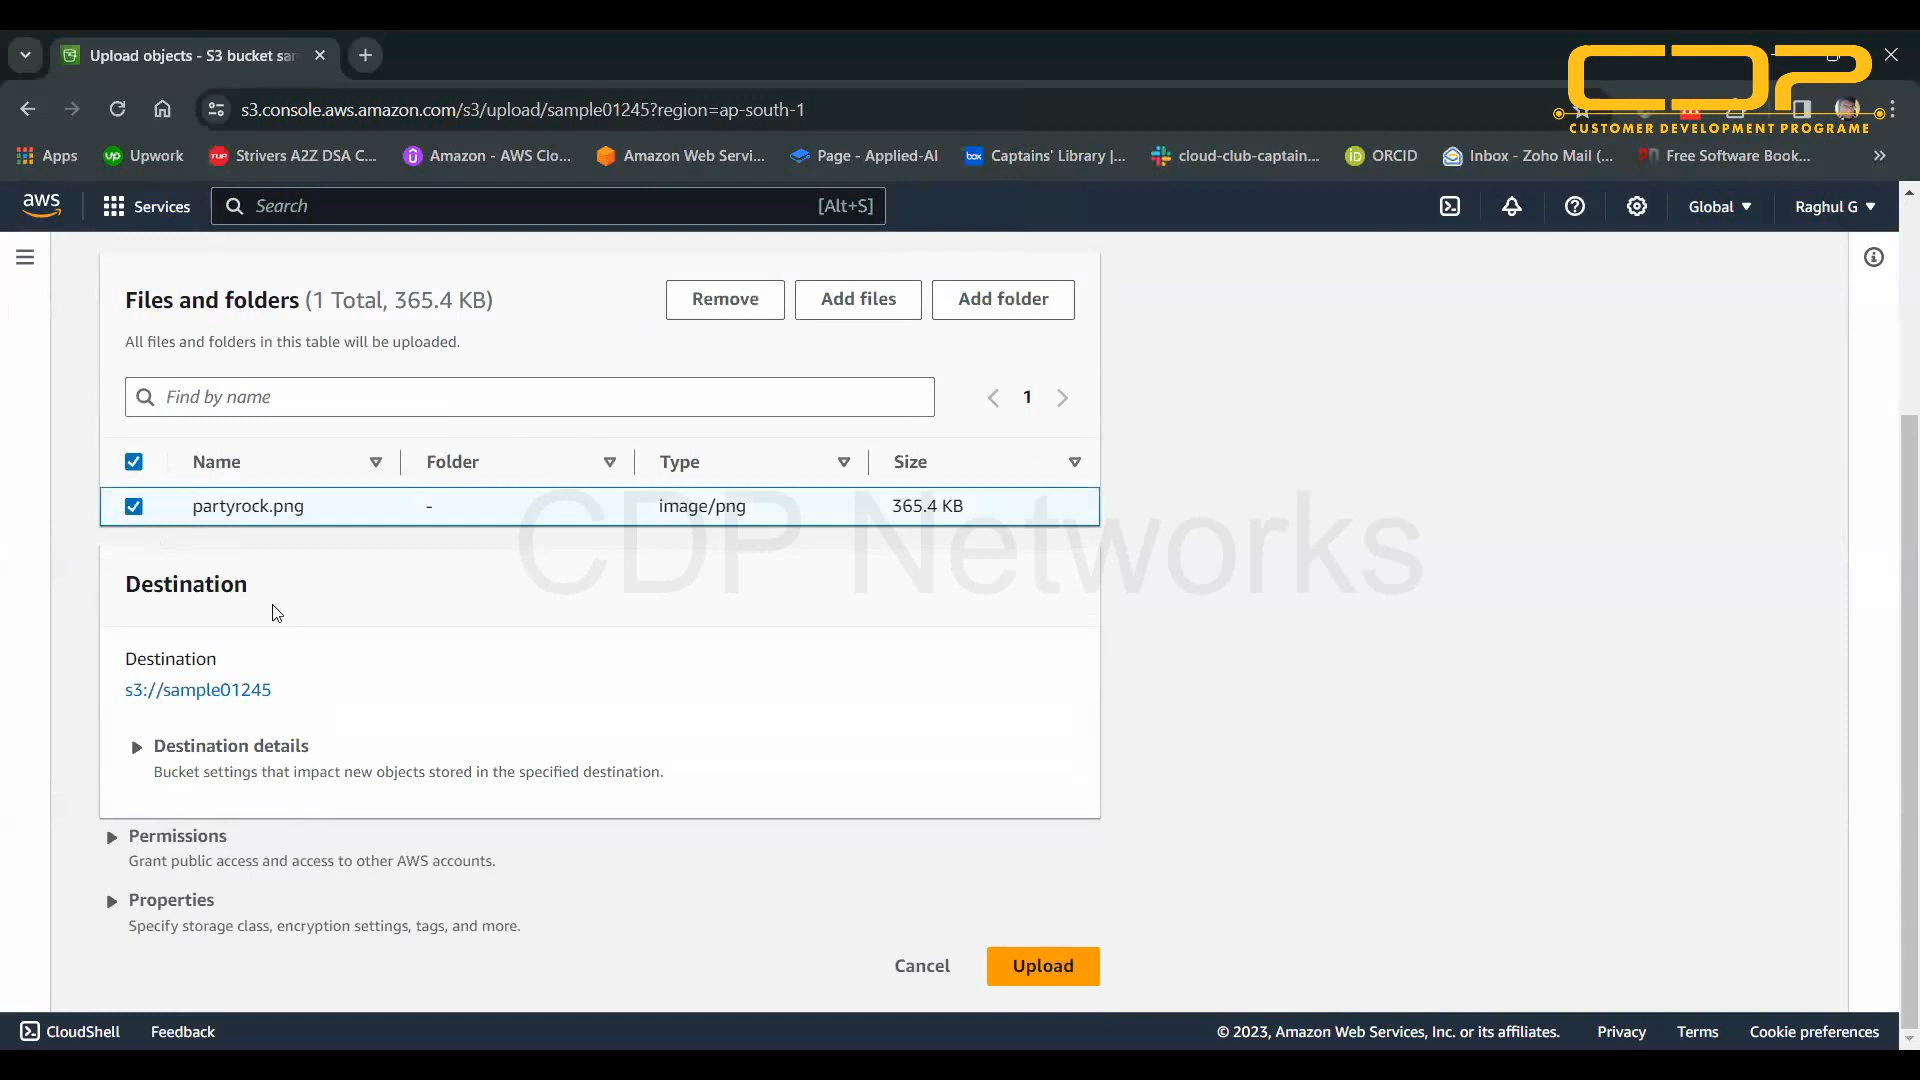 Upload objects - S3 bucket sam
CDP
CUSTOMER DEVELOPMENT PROGRAME
s3.console.aws.amazon.com/s3/upload/sample01245?region=ap-south-1
Apps Upwork Strivers A2Z DSA C... Amazon - AWS Clo... Amazon Web Servi... Page - Applied-AI box Captains' Library |... cloud-club-captain... iD ORCID Inbox - Zoho Mail (... Free Software Book... »
aws Services Search [Alt+S] Global Raghul G
Files and folders (1 Total, 365.4 KB) Remove Add files Add folder
All files and folders in this table will be uploaded.
Find by name 1
Name Folder Type Size
partyrock.png - image/png 365.4 KB
CDP Networks
Destination
Destination
s3://sample01245
Destination details
Bucket settings that impact new objects stored in the specified destination.
Permissions
Grant public access and access to other AWS accounts.
Properties
Specify storage class, encryption settings, tags, and more.
Cancel Upload
CloudShell Feedback © 2023, Amazon Web Services, Inc. or its affiliates. Privacy Terms Cookie preferences